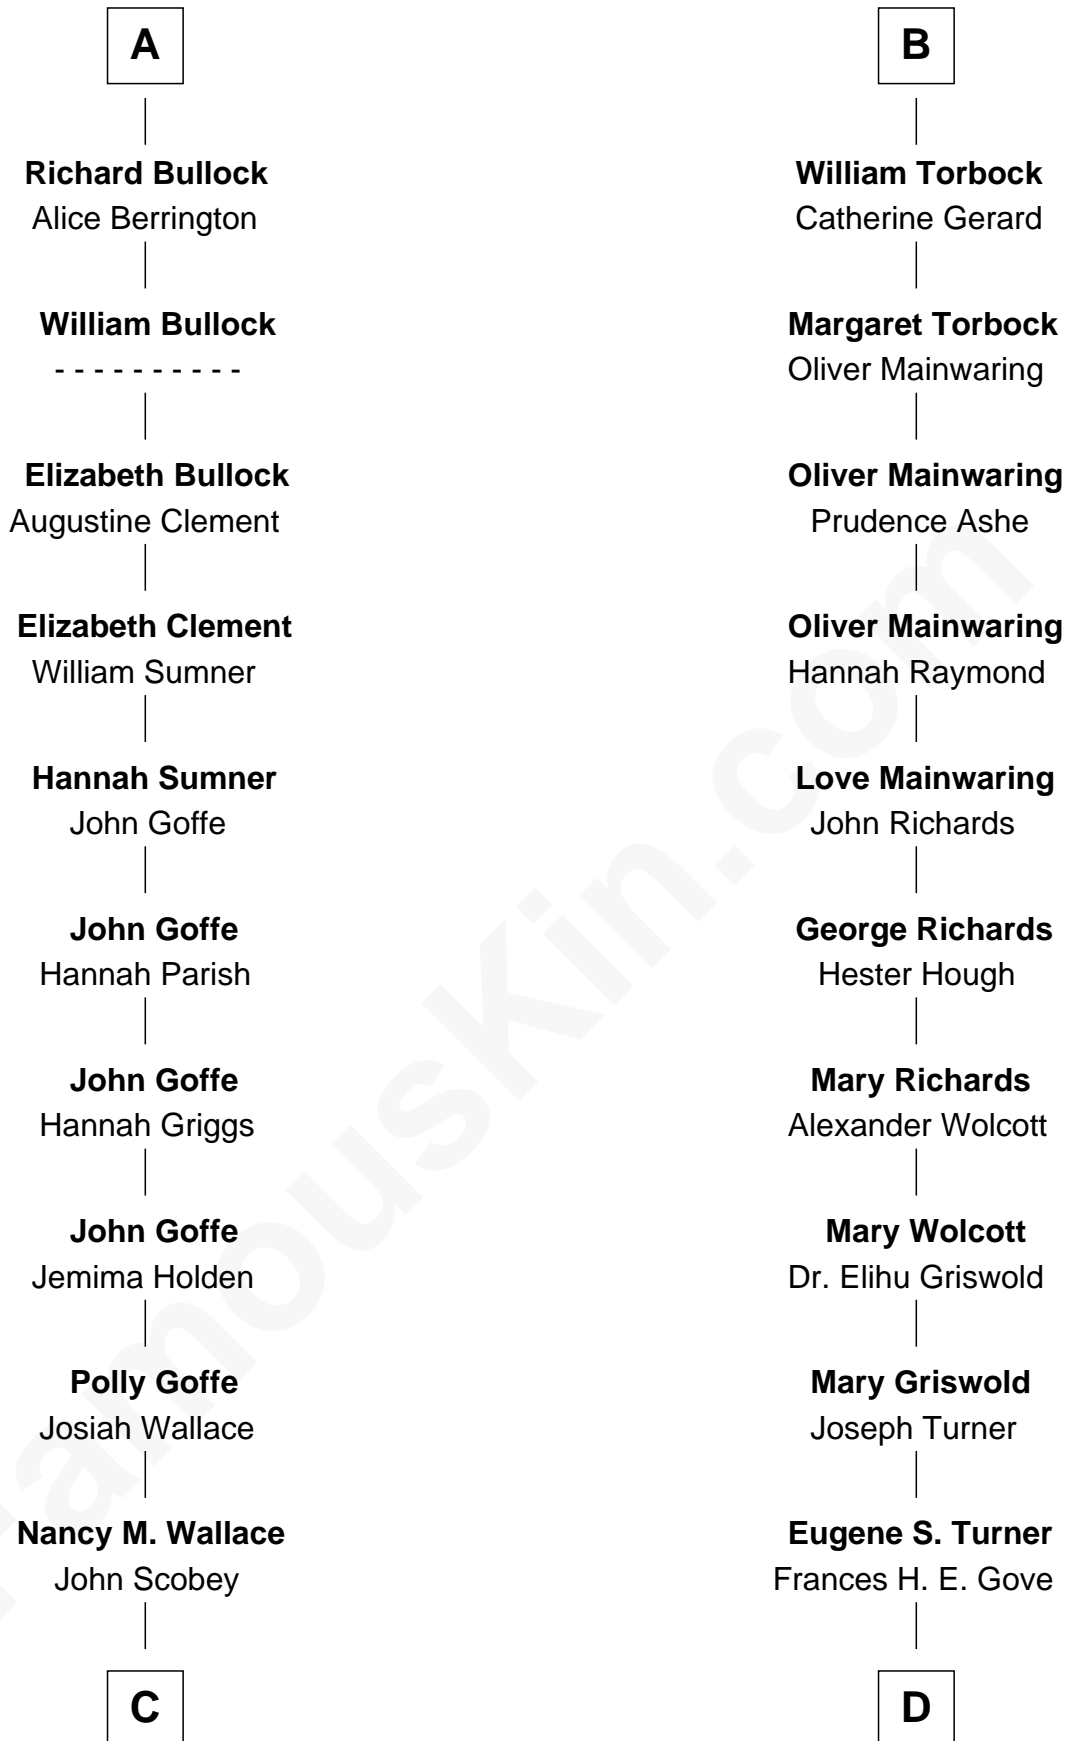 A
Richard Bullock
Alice Berrington
William Bullock
- - - - - - - - - -
Elizabeth Bullock
Augustine Clement
Elizabeth Clement
William Sumner
Hannah Sumner
John Goffe
John Goffe
Hannah Parish
John Goffe
Hannah Griggs
John Goffe
Jemima Holden
Polly Goffe
Josiah Wallace
Nancy M. Wallace
John Scobey
C
B
William Torbock
Catherine Gerard
Margaret Torbock
Oliver Mainwaring
Oliver Mainwaring
Prudence Ashe
Oliver Mainwaring
Hannah Raymond
Love Mainwaring
John Richards
George Richards
Hester Hough
Mary Richards
Alexander Wolcott
Mary Wolcott
Dr. Elihu Griswold
Mary Griswold
Joseph Turner
Eugene S. Turner
Frances H. E. Gove
D
FamousKin.com